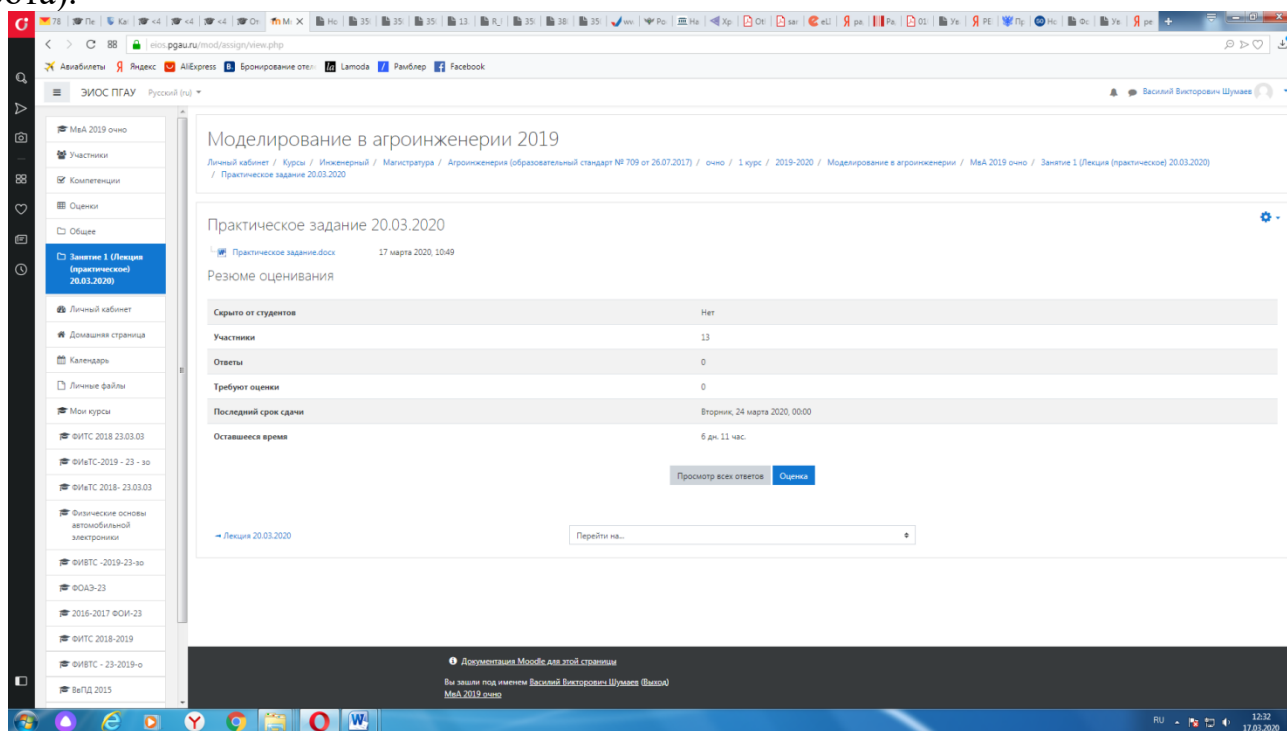 eios.pgau.ru/mod/assign/view.php
Авиабилеты Яндекс AliExpress Бронирование отел Lamoda Рамблер Facebook
ЭИОС ПГАУ Русский (ru)
Василий Викторович Шумаев
МвА 2019 очно
Участники
Компетенции
Оценки
Общее
Занятие 1 (Лекция
(практическое)
20.03.2020)
Личный кабинет
Домашняя страница
Календарь
Личные файлы
Мои курсы
ФИТС 2018 23.03.03
ФИвТС-2019 - 23 - зо
ФИвТС 2018- 23.03.03
Физические основы
автомобильной
электроники
ФИВТС -2019-23-зо
ФОАЭ-23
2016-2017 ФОИ-23
ФИТС 2018-2019
ФИВТС - 23-2019-о
ВеПД 2015
Моделирование в агроинженерии 2019
Личный кабинет / Курсы / Инженерный / Магистратура / Агроинженерия (образовательный стандарт № 709 от 26.07.2017) / очно / 1 курс / 2019-2020 / Моделирование в агроинженерии / МвА 2019 очно / Занятие 1 (Лекция (практическое) 20.03.2020)
/ Практическое задание 20.03.2020
Практическое задание 20.03.2020
Практическое задание.docx 17 марта 2020, 10:49
Резюме оценивания
Скрыто от студентов Нет
Участники 13
Ответы 0
Требуют оценки 0
Последний срок сдачи Вторник, 24 марта 2020, 00:00
Оставшееся время 6 дн. 11 час.
Просмотр всех ответов Оценка
→ Лекция 20.03.2020 Перейти на...
Документация Moodle для этой страницы
Вы зашли под именем Василий Викторович Шумаев (Выход)
МвА 2019 очно
RU 12:32
17.03.2020